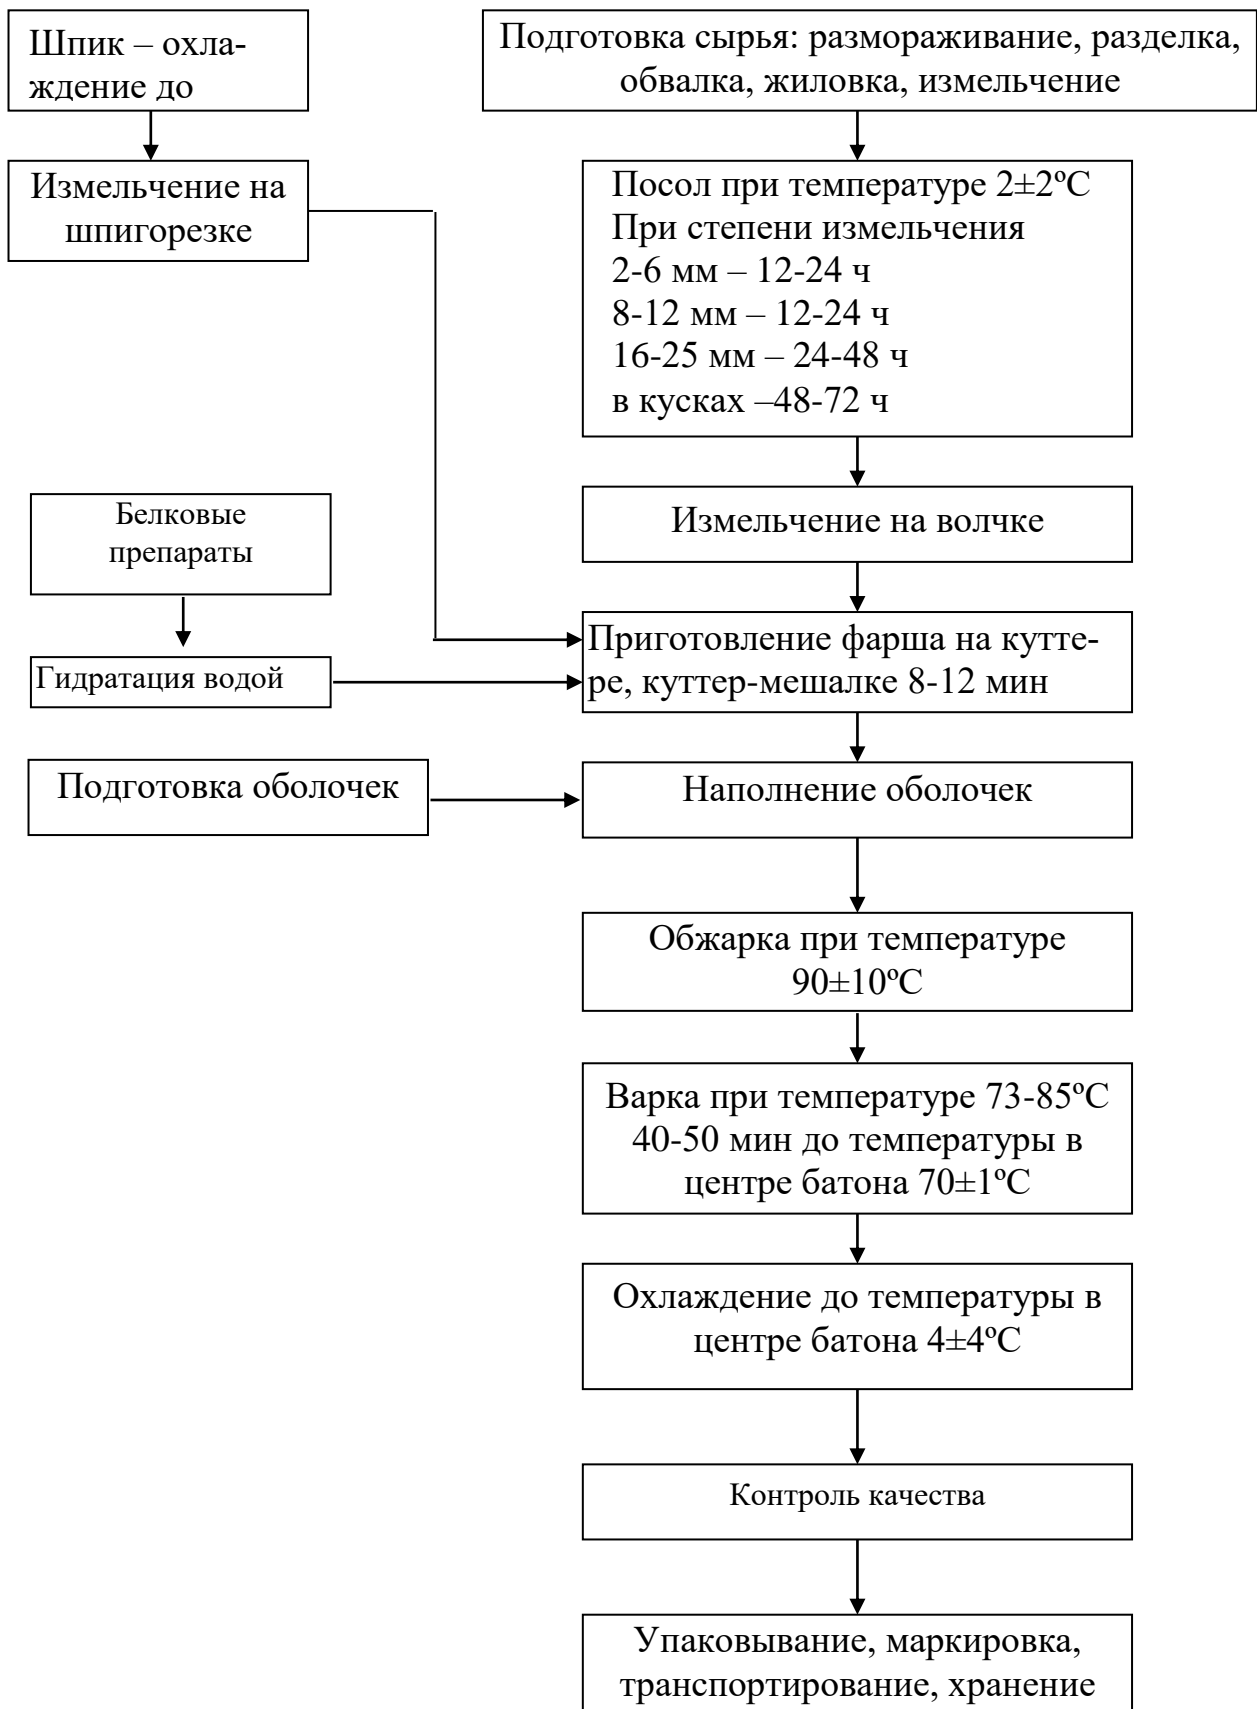 Шпик – охла-
ждение до
Подготовка сырья: размораживание, разделка,
обвалка, жиловка, измельчение
Измельчение на
шпигорезке
Посол при температуре 2±2ºС
При степени измельчения
2-6 мм – 12-24 ч
8-12 мм – 12-24 ч
16-25 мм – 24-48 ч
в кусках –48-72 ч
Измельчение на волчке
Белковые
препараты
Приготовление фарша на кутте-
ре, куттер-мешалке 8-12 мин
Гидратация водой
Подготовка оболочек
Наполнение оболочек
Обжарка при температуре
90±10ºС
Варка при температуре 73-85ºС
40-50 мин до температуры в
центре батона 70±1ºС
Охлаждение до температуры в
центре батона 4±4ºС
Контроль качества
Упаковывание, маркировка,
транспортирование, хранение